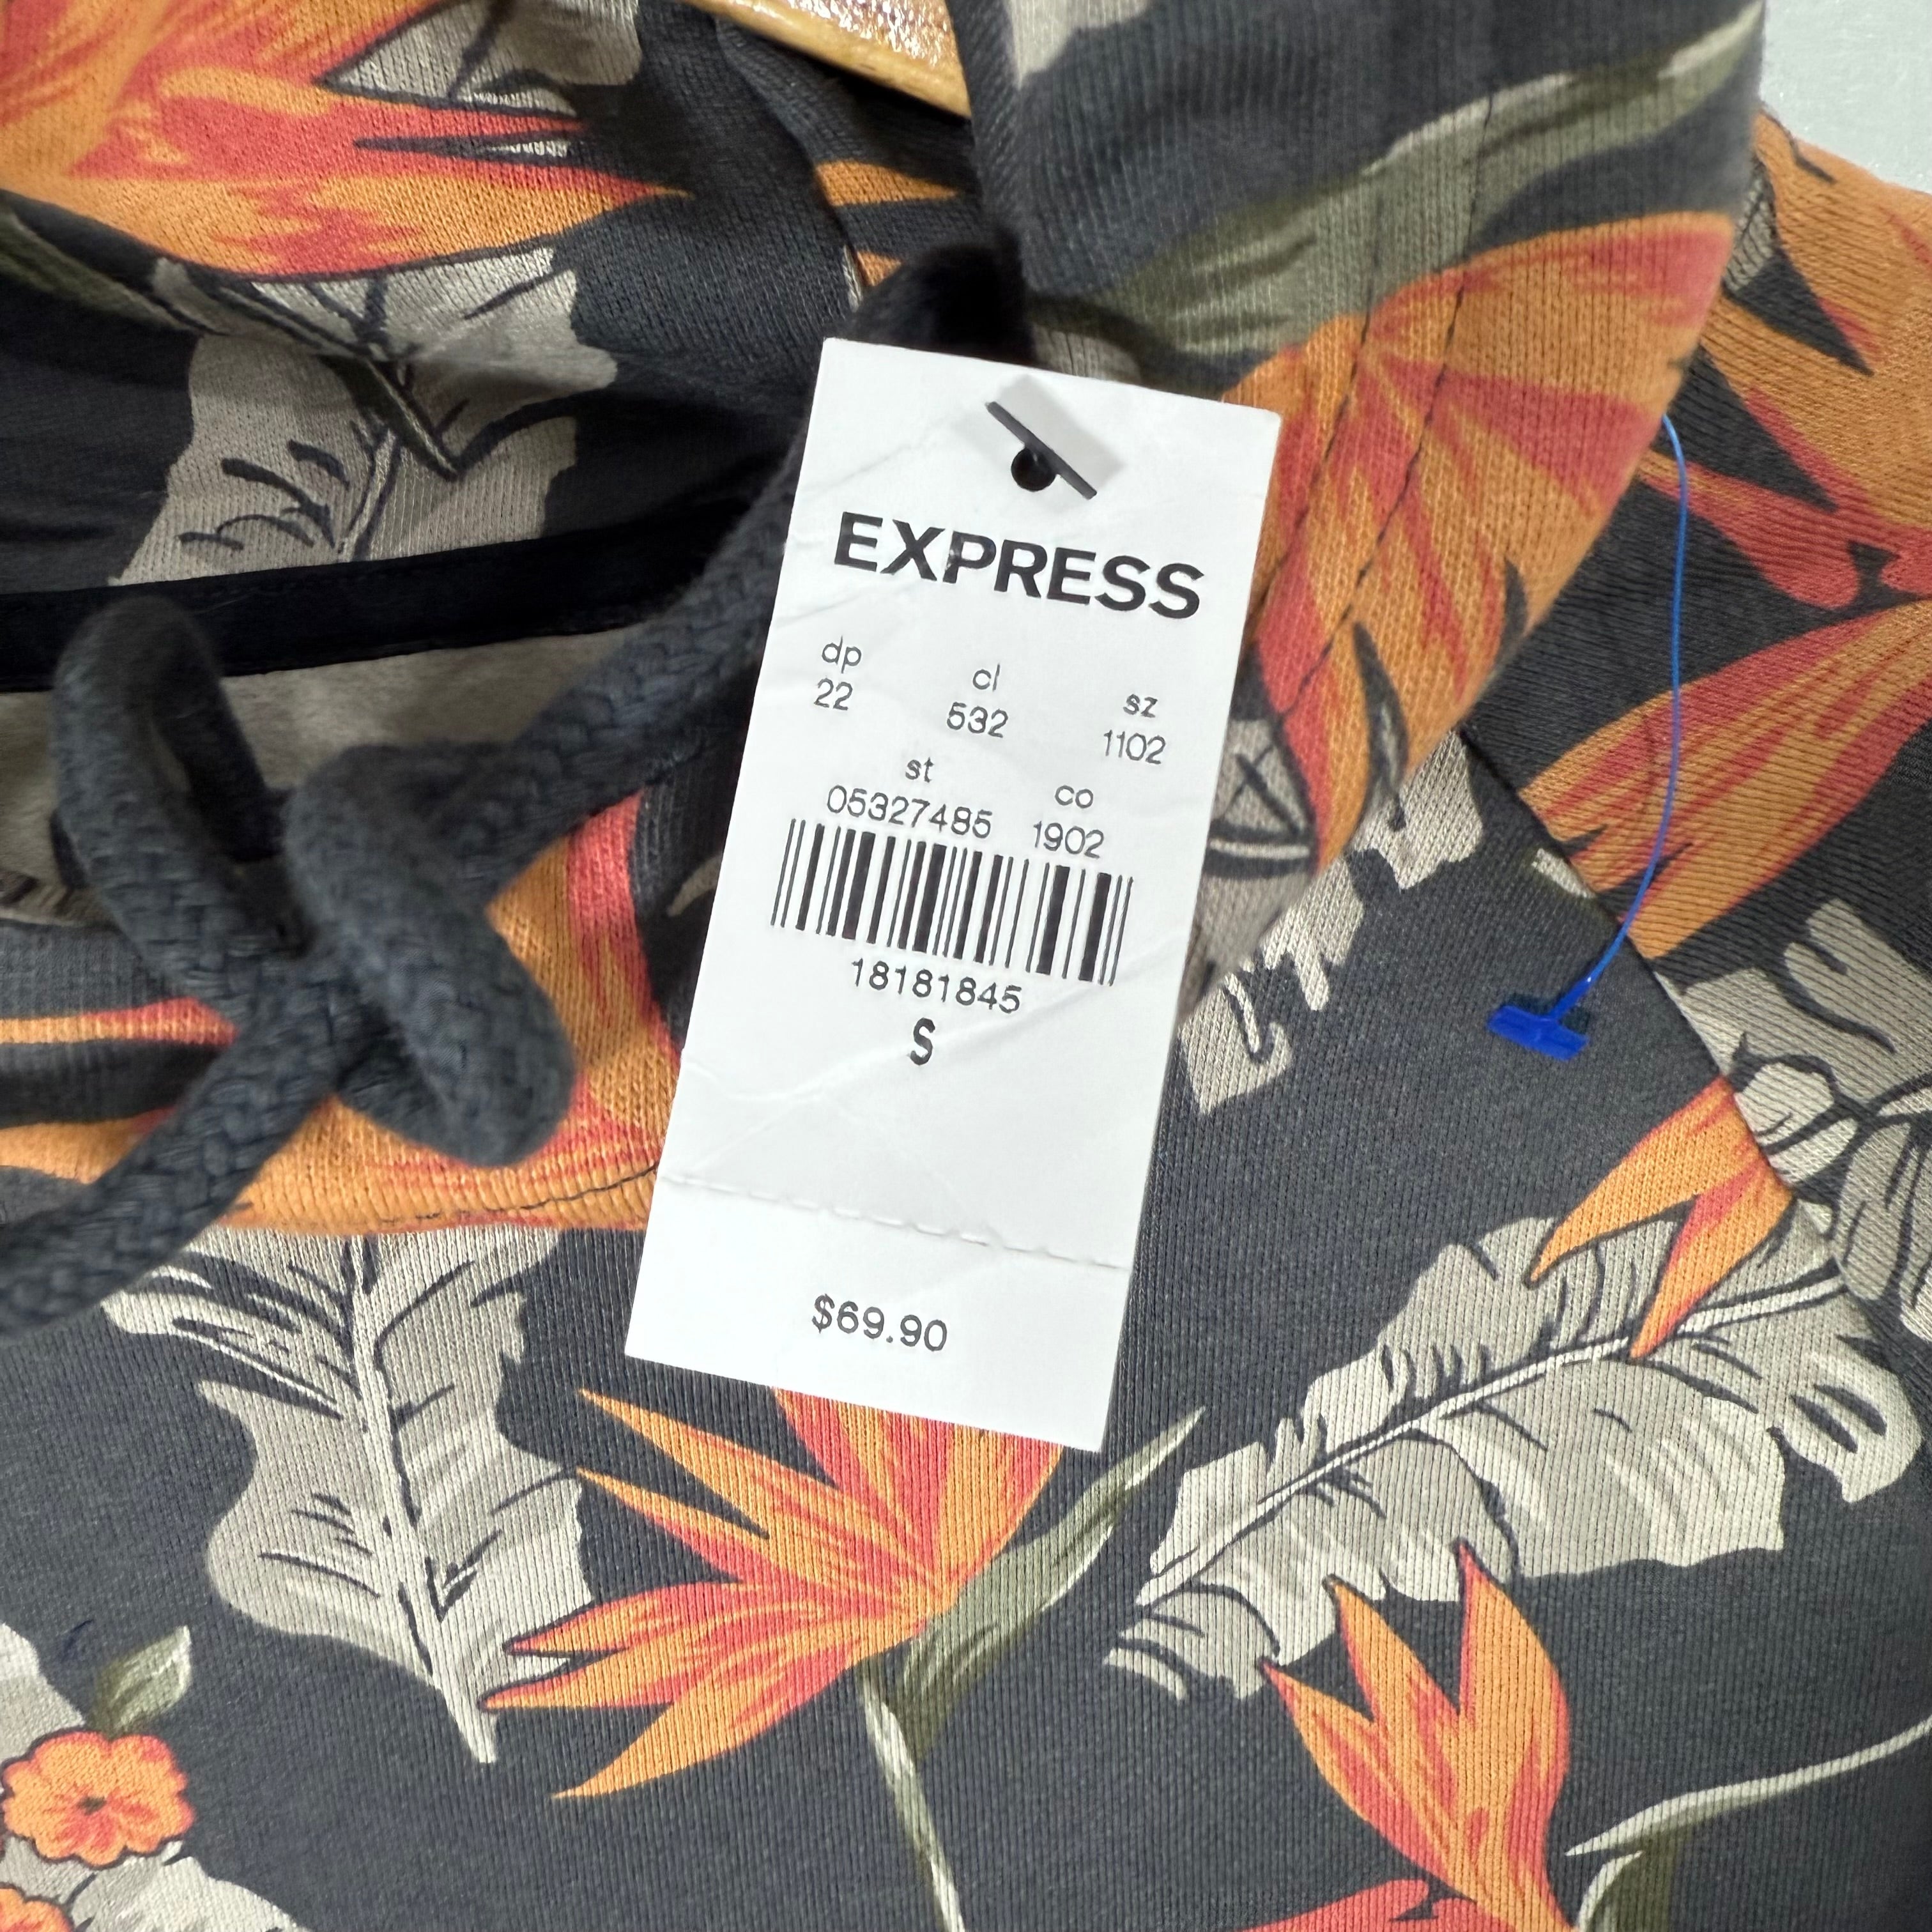 EXPRESS
dp cl sz
22 532 1102
st co
05327485 1902
18181845
S
$69.90